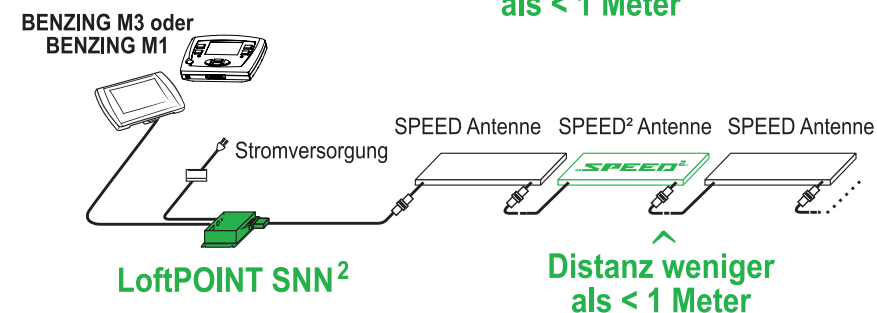 als < 1 Meter
BENZING M3 oder
BENZING M1
SPEED Antenne SPEED² Antenne SPEED Antenne
Stromversorgung
SPEED²
LoftPOINT SNN²
Distanz weniger
als < 1 Meter